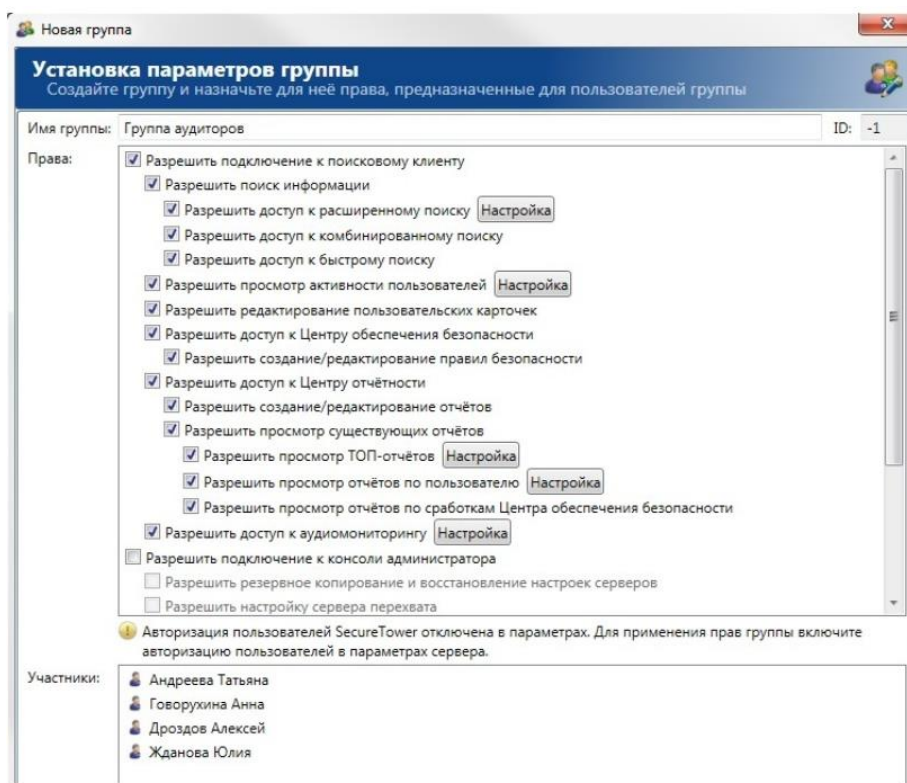 Новая группа
Установка параметров группы
Создайте группу и назначьте для неё права, предназначенные для пользователей группы
Имя группы: Группа аудиторов ID: -1
Права: Разрешить подключение к поисковому клиенту
Разрешить поиск информации
Разрешить доступ к расширенному поиску Настройка
Разрешить доступ к комбинированному поиску
Разрешить доступ к быстрому поиску
Разрешить просмотр активности пользователей Настройка
Разрешить редактирование пользовательских карточек
Разрешить доступ к Центру обеспечения безопасности
Разрешить создание/редактирование правил безопасности
Разрешить доступ к Центру отчётности
Разрешить создание/редактирование отчётов
Разрешить просмотр существующих отчётов
Разрешить просмотр ТОП-отчётов Настройка
Разрешить просмотр отчётов по пользователю Настройка
Разрешить просмотр отчётов по сработкам Центра обеспечения безопасности
Разрешить доступ к аудиомониторингу Настройка
Разрешить подключение к консоли администратора
Разрешить резервное копирование и восстановление настроек серверов
Разрешить настройку сервера перехвата
Авторизация пользователей SecureTower отключена в параметрах. Для применения прав группы включите
авторизацию пользователей в параметрах сервера.
Участники: Андреева Татьяна
Говорухина Анна
Дроздов Алексей
Жданова Юлия